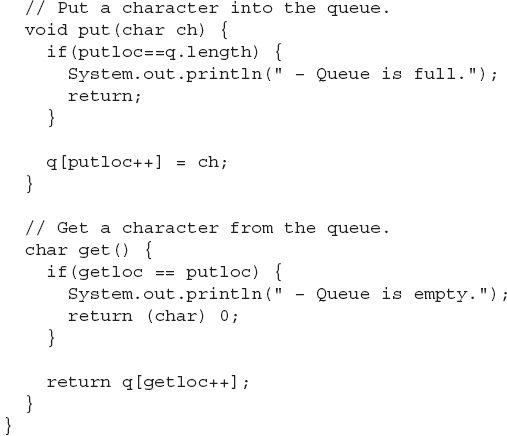 // Put a character into the queue.
void put(char ch) {
if(putloc==q.length) {
System.out.println(" - Queue is full.");
return;
}
q[putloc++] = ch;
}
// Get a character from the queue.
char get() {
if(getloc == putloc) {
System.out.println(" - Queue is empty.");
return (char) 0;
}
return q[getloc++];
}
}